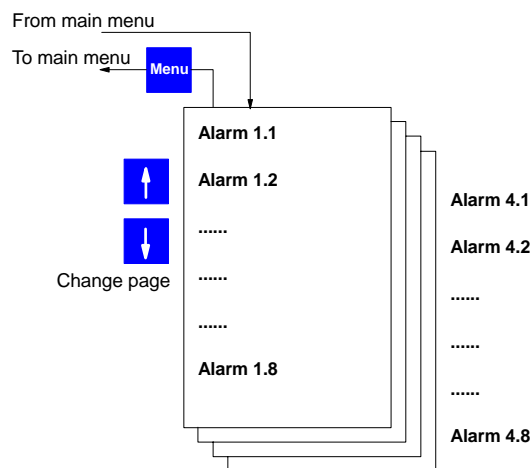 From main menu
To main menu
Menu
Alarm 1.1
Alarm 1.2
......
......
......
Alarm 1.8
Change page
Alarm 4.1
Alarm 4.2
......
......
......
Alarm 4.8